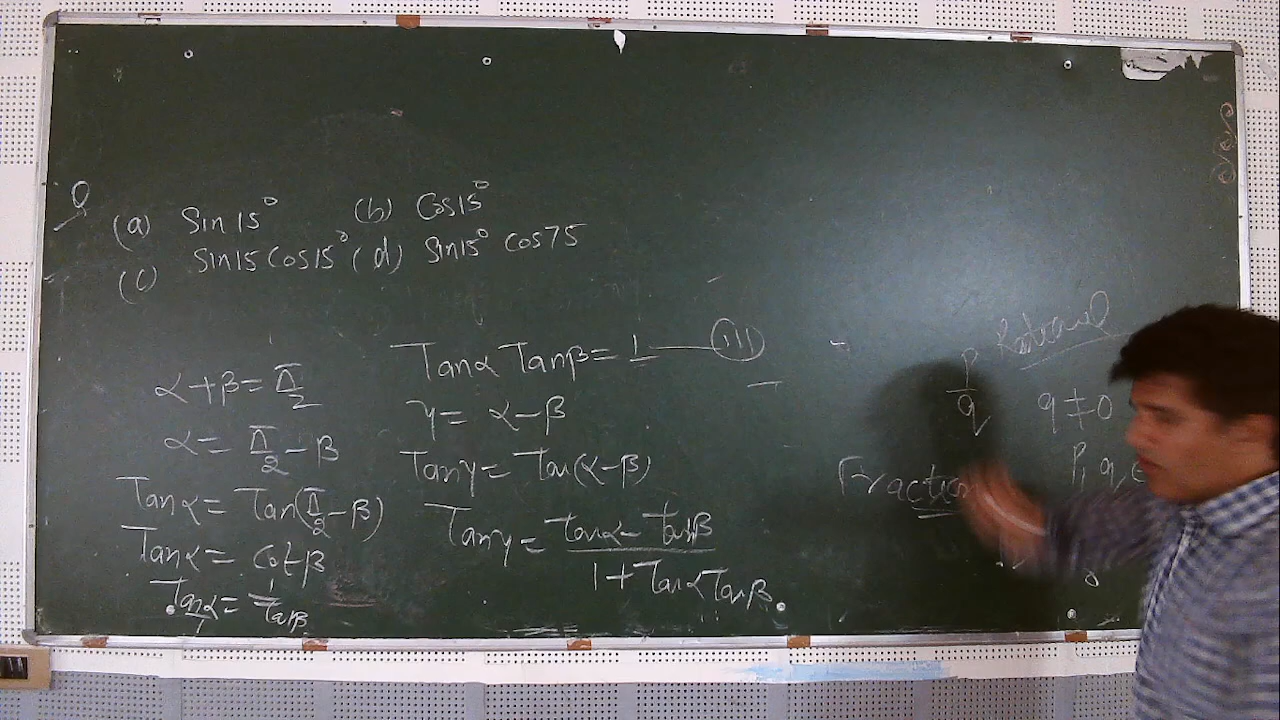 Q
(a) Sin 15° (b) Cos15°
(c) Sin15 Cos15° (d) Sin15° Cos75
α+β = π/2
α = π/2 - β
Tanα = Tan(π/2 - β)
Tanα = Cotβ
Tanα = 1/Tanβ
Tanα Tanβ = 1 — (III)
γ = α - β
Tanγ = Tan(α-β)
Tanγ = (tanα - tanβ)/(1 + Tanα Tanβ)
Rational
p/q q ≠ 0
p, q, ∈
Fraction